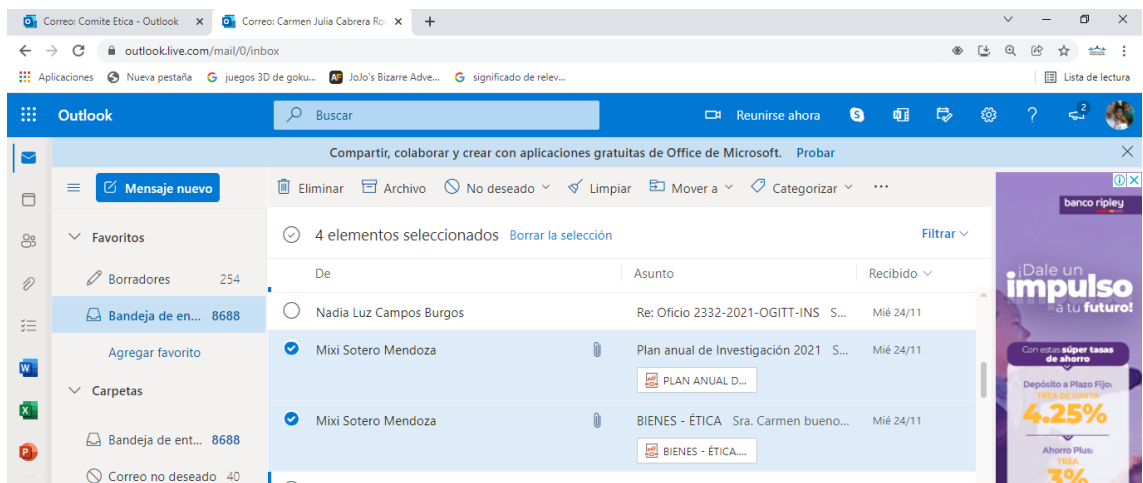 Correo: Comite Etica - Outlook
Correo: Carmen Julia Cabrera Ro
outlook.live.com/mail/0/inbox
Aplicaciones Nueva pestaña juegos 3D de goku... JoJo's Bizarre Adve... significado de relev... Lista de lectura
Outlook Buscar Reunirse ahora 2
Compartir, colaborar y crear con aplicaciones gratuitas de Office de Microsoft. Probar
Mensaje nuevo Eliminar Archivo No deseado Limpiar Mover a Categorizar ...
Favoritos 4 elementos seleccionados Borrar la selección Filtrar
De Asunto Recibido
Borradores 254
Nadia Luz Campos Burgos Re: Oficio 2332-2021-OGITT-INS S... Mié 24/11
Bandeja de en... 8688
Mixi Sotero Mendoza Plan anual de Investigación 2021 S... Mié 24/11
Agregar favorito
PLAN ANUAL D...
Carpetas
Mixi Sotero Mendoza BIENES - ÉTICA Sra. Carmen bueno... Mié 24/11
Bandeja de ent... 8688
BIENES - ÉTICA....
Correo no deseado 40
banco ripley
¡Dale un
impulso
a tu futuro!
Con estas súper tasas
de ahorro
Depósito a Plazo Fijo:
TREA DE HASTA
4.25%
Ahorro Plus:
TREA
3%